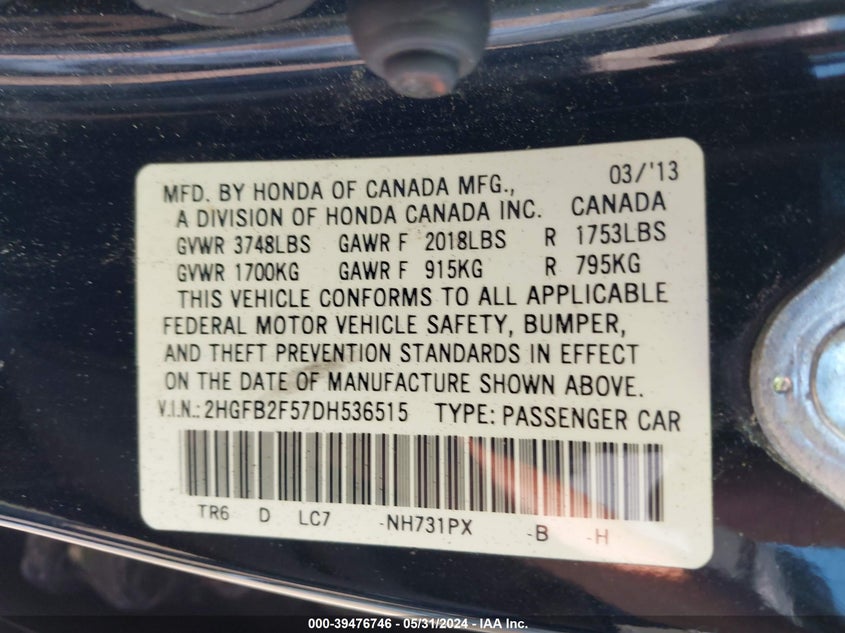 03/'13
MFD. BY HONDA OF CANADA MFG.,
A DIVISION OF HONDA CANADA INC. CANADA
GVWR 3748LBS GAWR F 2018LBS R 1753LBS
GVWR 1700KG GAWR F 915KG R 795KG
THIS VEHICLE CONFORMS TO ALL APPLICABLE
FEDERAL MOTOR VEHICLE SAFETY, BUMPER,
AND THEFT PREVENTION STANDARDS IN EFFECT
ON THE DATE OF MANUFACTURE SHOWN ABOVE.
V.I.N.: 2HGFB2F57DH536515 TYPE: PASSENGER CAR
TR6 D LC7 -NH731PX -B -H
000-39476746 - 05/31/2024 - IAA Inc.